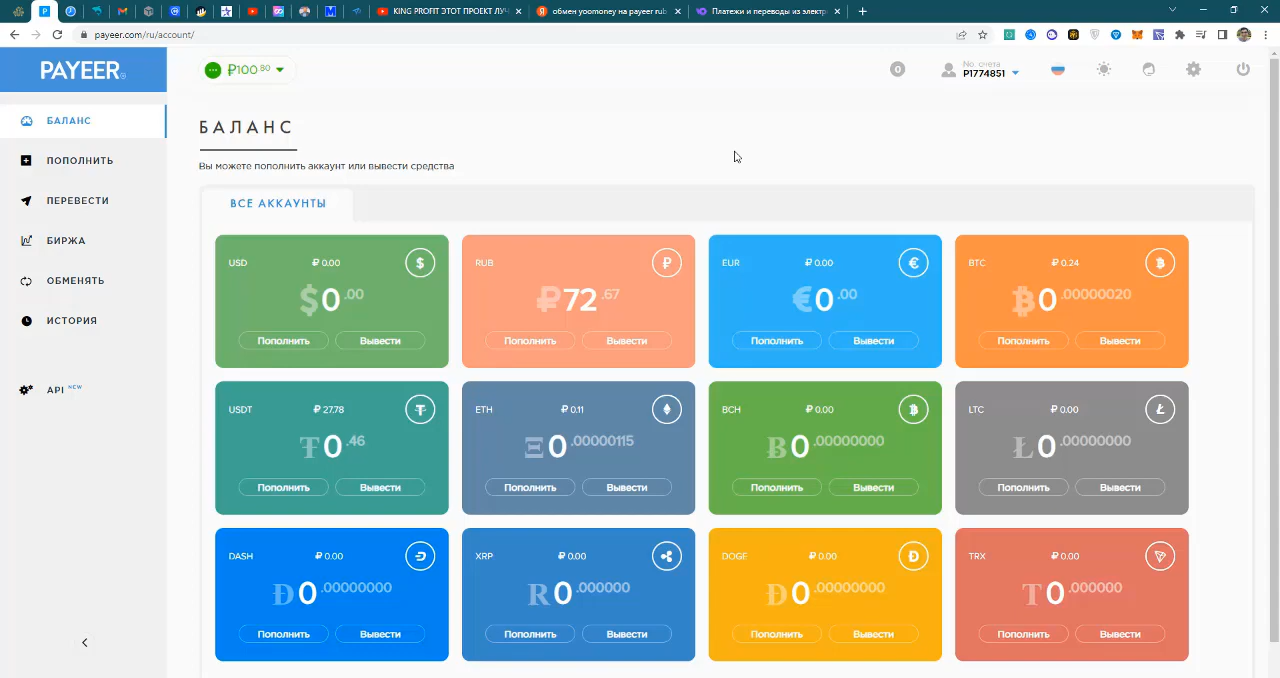 KING PROFIT ЭТОТ ПРОЕКТ ЛУЧ
обмен yoomoney на payeer rub
Платежи и переводы из электр
payeer.com/ru/account/
PAYEER
₽100.80
0
No. счета
P1774851
БАЛАНС
ПОПОЛНИТЬ
ПЕРЕВЕСТИ
БИРЖА
ОБМЕНЯТЬ
ИСТОРИЯ
API NEW
БАЛАНС
Вы можете пополнить аккаунт или вывести средства
ВСЕ АККАУНТЫ
USD ₽ 0.00 $
$0.00
Пополнить Вывести
RUB ₽
₽72.67
Пополнить Вывести
EUR ₽ 0.00 €
€0.00
Пополнить Вывести
BTC ₽ 0.24
₿0.00000020
Пополнить Вывести
USDT ₽ 27.78
₮0.46
Пополнить Вывести
ETH ₽ 0.11
Ξ0.00000115
Пополнить Вывести
BCH ₽ 0.00
Ƀ0.00000000
Пополнить Вывести
LTC ₽ 0.00 Ł
Ł0.00000000
Пополнить Вывести
DASH ₽ 0.00
Đ0.00000000
Пополнить Вывести
XRP ₽ 0.00
R0.000000
Пополнить Вывести
DOGE ₽ 0.00 Đ
Đ0.00000000
Пополнить Вывести
TRX ₽ 0.00
T0.000000
Пополнить Вывести